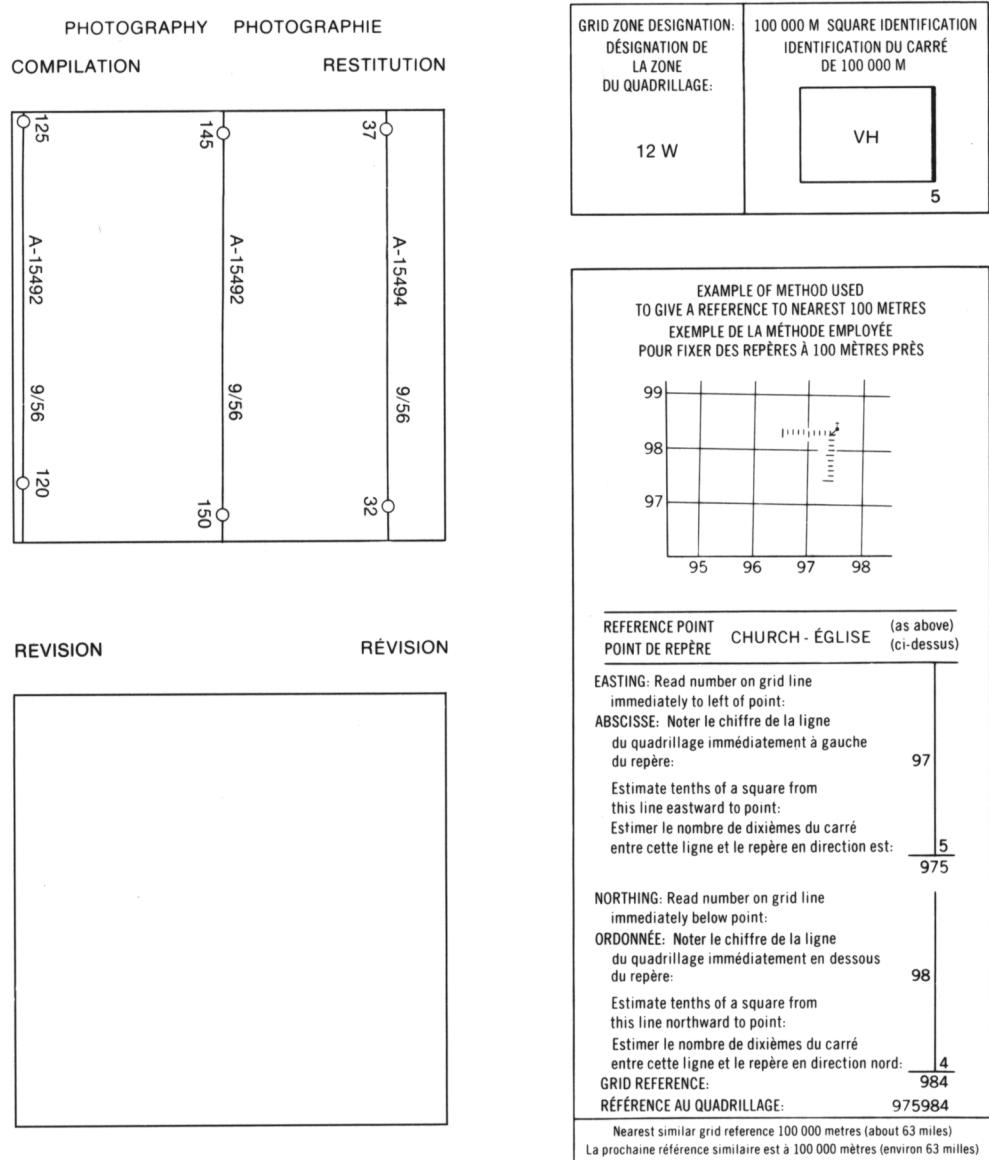 PHOTOGRAPHY PHOTOGRAPHIE
COMPILATION RESTITUTION
125
145
37
A-15492
A-15492
A-15494
9/56
9/56
9/56
120
150
32
REVISION RÉVISION
GRID ZONE DESIGNATION:
DÉSIGNATION DE
LA ZONE
DU QUADRILLAGE:
12 W
100 000 M SQUARE IDENTIFICATION
IDENTIFICATION DU CARRÉ
DE 100 000 M
VH
5
EXAMPLE OF METHOD USED
TO GIVE A REFERENCE TO NEAREST 100 METRES
EXEMPLE DE LA MÉTHODE EMPLOYÉE
POUR FIXER DES REPÈRES À 100 MÈTRES PRÈS
99
98
97
95 96 97 98
REFERENCE POINT
POINT DE REPÈRE
CHURCH - ÉGLISE
(as above)
(ci-dessus)
EASTING: Read number on grid line
immediately to left of point:
ABSCISSE: Noter le chiffre de la ligne
du quadrillage immédiatement à gauche
du repère: 97
Estimate tenths of a square from
this line eastward to point:
Estimer le nombre de dixièmes du carré
entre cette ligne et le repère en direction est: 5
975
NORTHING: Read number on grid line
immediately below point:
ORDONNÉE: Noter le chiffre de la ligne
du quadrillage immédiatement en dessous
du repère: 98
Estimate tenths of a square from
this line northward to point:
Estimer le nombre de dixièmes du carré
entre cette ligne et le repère en direction nord: 4
GRID REFERENCE: 984
RÉFÉRENCE AU QUADRILLAGE: 975984
Nearest similar grid reference 100 000 metres (about 63 miles)
La prochaine référence similaire est à 100 000 mètres (environ 63 milles)